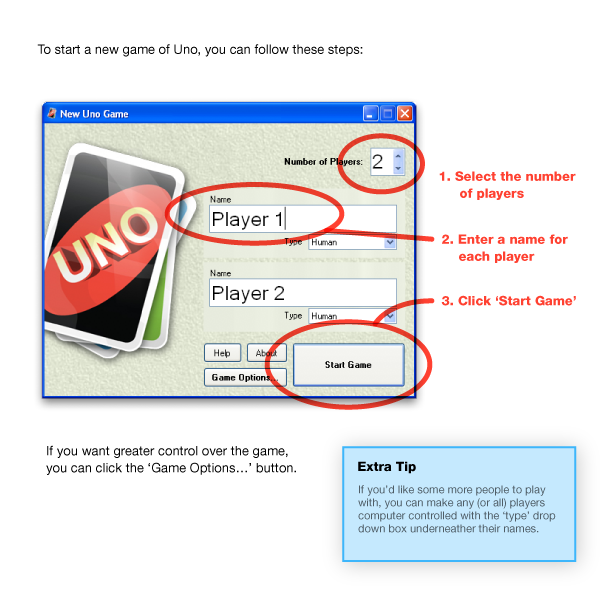 To start a new game of Uno, you can follow these steps:
New Uno Game
Number of Players: 2
1. Select the number
of players
Name
Player 1
Type Human
2. Enter a name for
each player
UNO
Name
Player 2
Type Human
3. Click ‘Start Game’
Help About
Game Options...
Start Game
If you want greater control over the game,
you can click the ‘Game Options…’ button.
Extra Tip
If you’d like some more people to play
with, you can make any (or all) players
computer controlled with the ‘type’ drop
down box underneather their names.